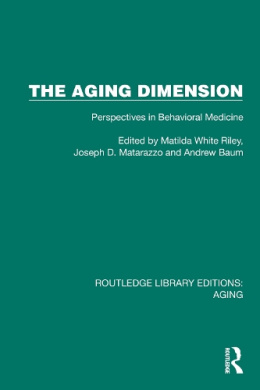 THE AGING DIMENSION
Perspectives in Behavioral Medicine
Edited by Matilda White Riley,
Joseph D. Matarazzo and Andrew Baum
ROUTLEDGE LIBRARY EDITIONS:
AGING
ROUTLEDGE